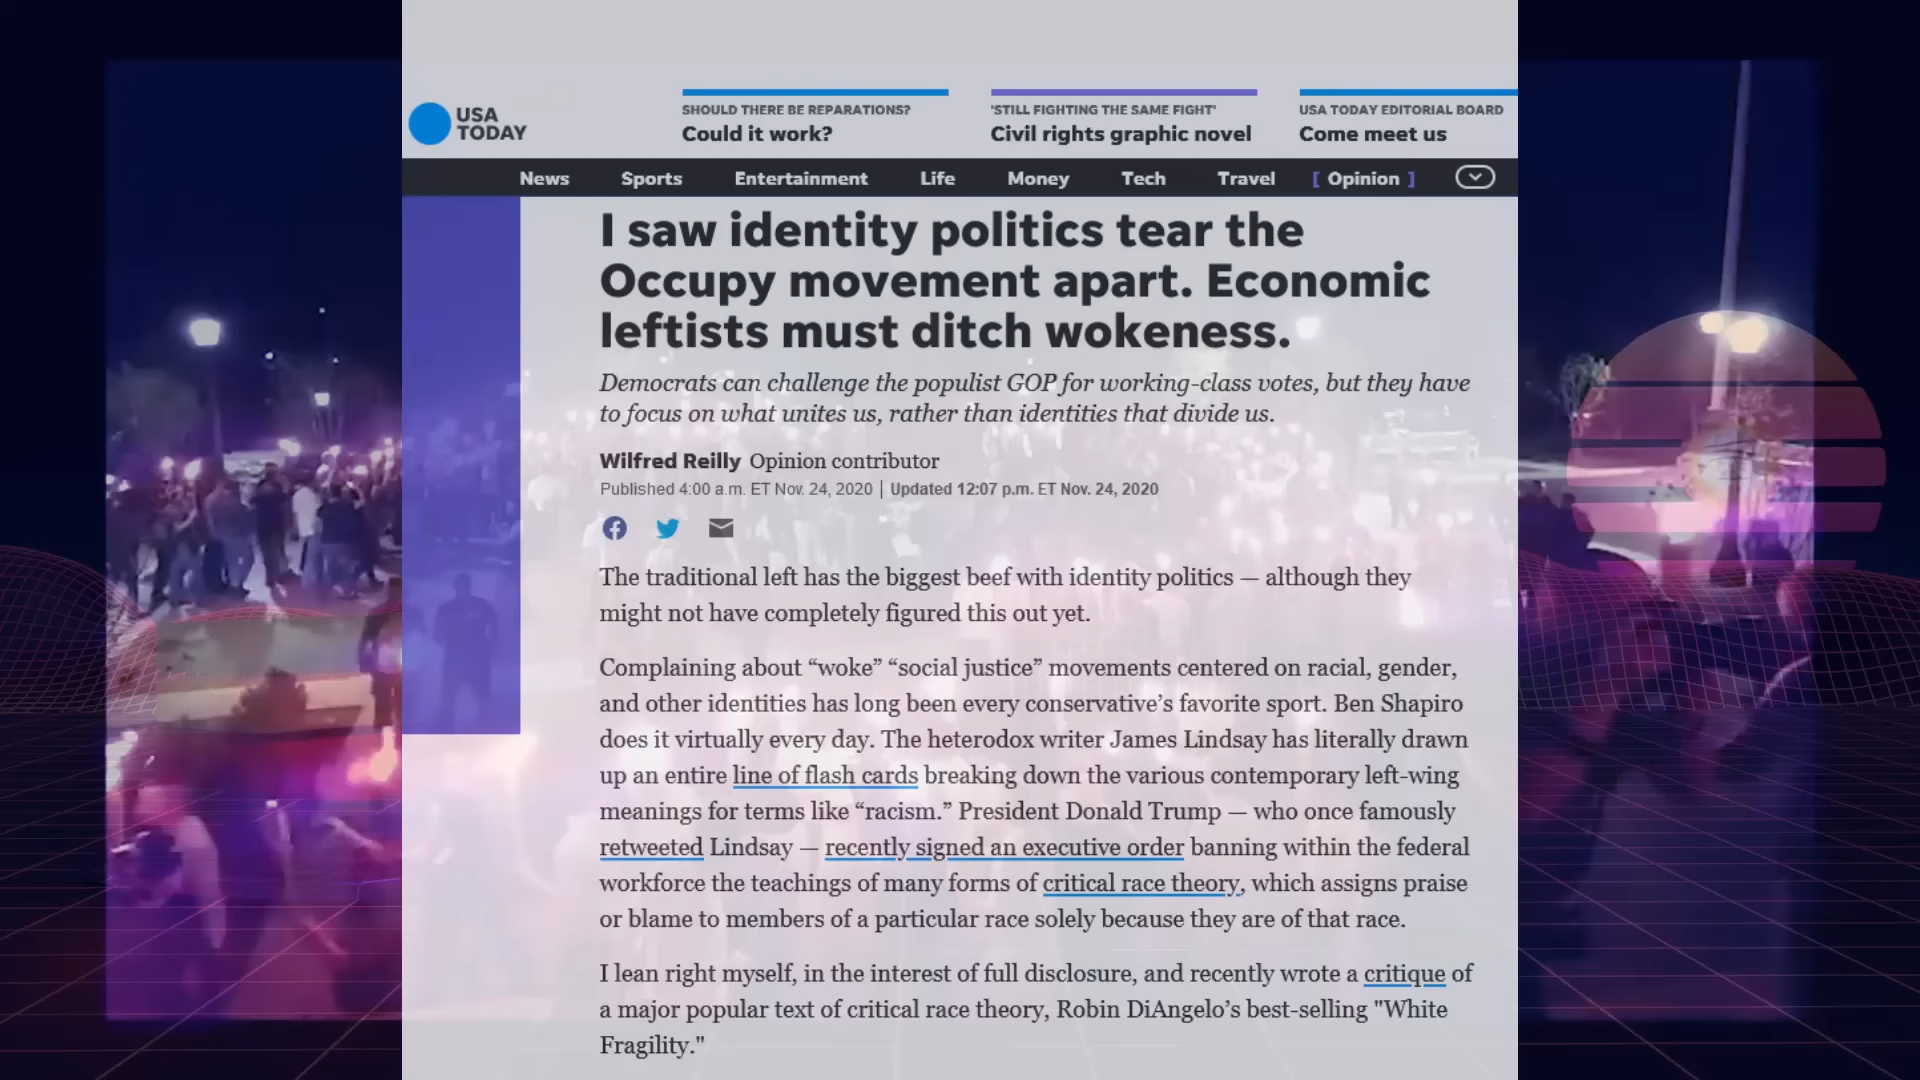 USA
TODAY
SHOULD THERE BE REPARATIONS?
Could it work?
'STILL FIGHTING THE SAME FIGHT'
Civil rights graphic novel
USA TODAY EDITORIAL BOARD
Come meet us
News Sports Entertainment Life Money Tech Travel [ Opinion ]
I saw identity politics tear the
Occupy movement apart. Economic
leftists must ditch wokeness.
Democrats can challenge the populist GOP for working-class votes, but they have
to focus on what unites us, rather than identities that divide us.
Wilfred Reilly Opinion contributor
Published 4:00 a.m. ET Nov. 24, 2020 | Updated 12:07 p.m. ET Nov. 24, 2020
The traditional left has the biggest beef with identity politics — although they
might not have completely figured this out yet.
Complaining about “woke” “social justice” movements centered on racial, gender,
and other identities has long been every conservative’s favorite sport. Ben Shapiro
does it virtually every day. The heterodox writer James Lindsay has literally drawn
up an entire line of flash cards breaking down the various contemporary left-wing
meanings for terms like “racism.” President Donald Trump — who once famously
retweeted Lindsay — recently signed an executive order banning within the federal
workforce the teachings of many forms of critical race theory, which assigns praise
or blame to members of a particular race solely because they are of that race.
I lean right myself, in the interest of full disclosure, and recently wrote a critique of
a major popular text of critical race theory, Robin DiAngelo’s best-selling "White
Fragility."